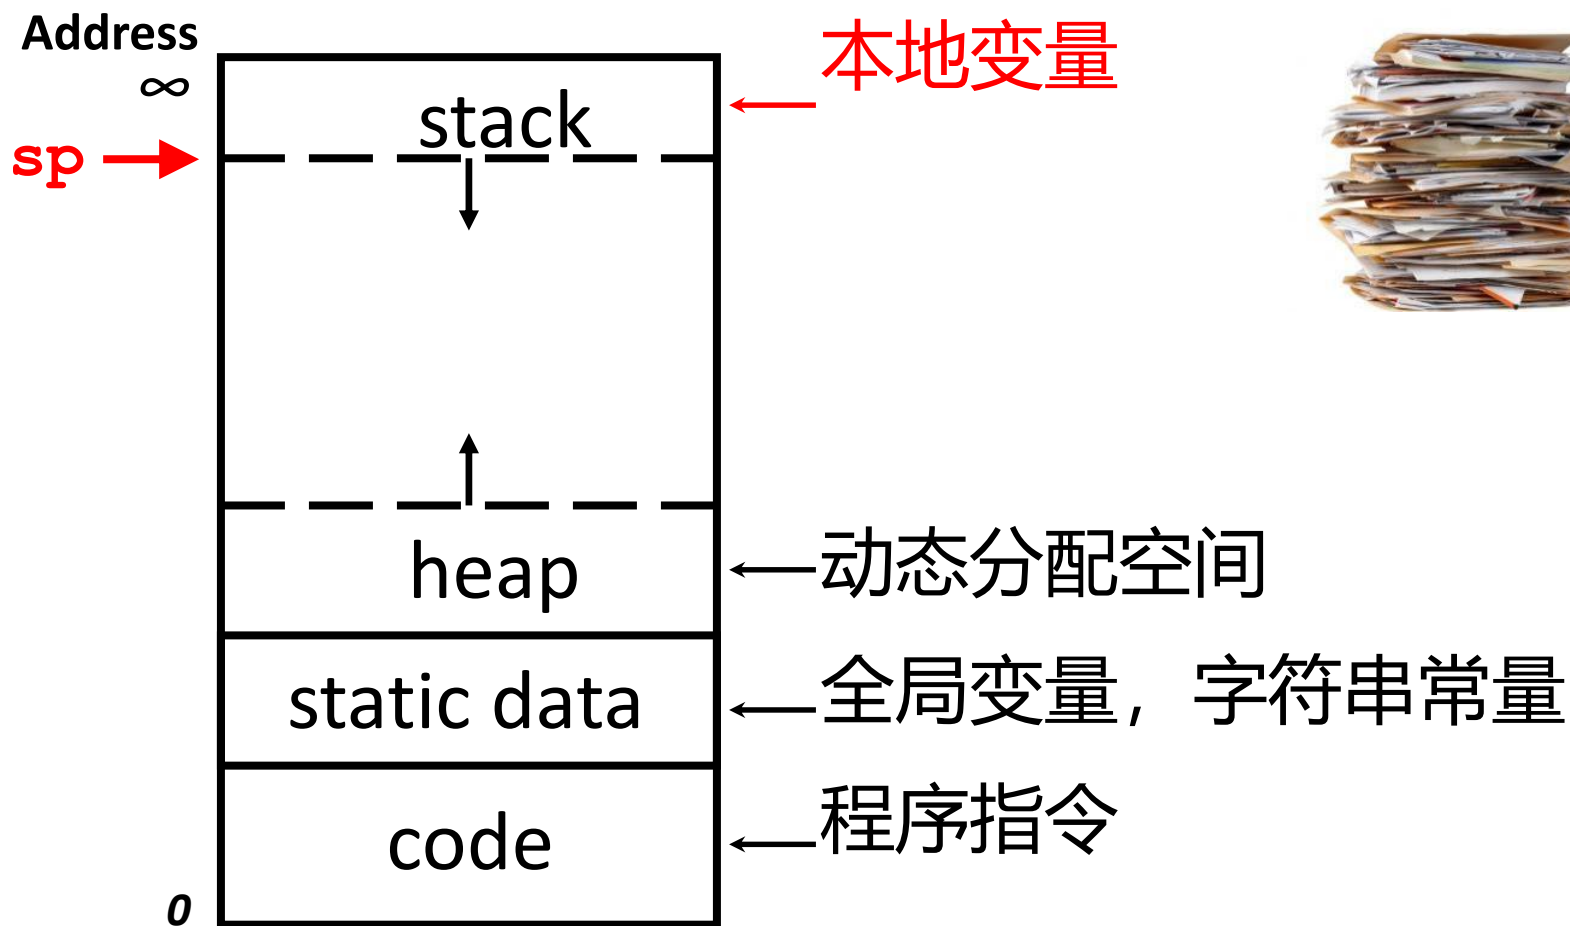 Address
∞
本地变量
stack
sp
heap
动态分配空间
static data
全局变量，字符串常量
code
程序指令
0